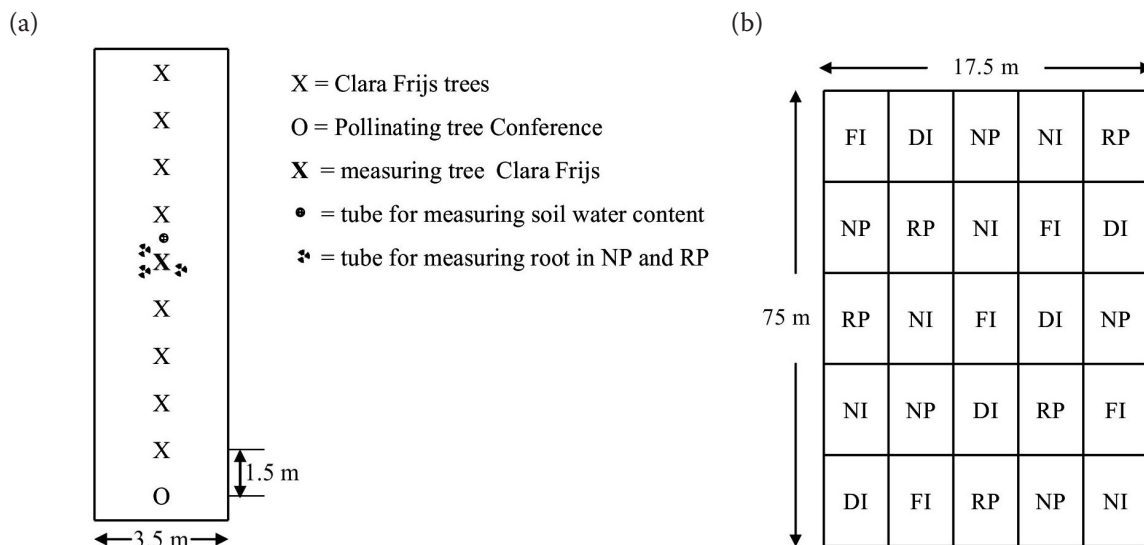 (a)
X
X
X
X
X
X
X
X
X
O
1.5 m
3.5 m
X = Clara Frijs trees
O = Pollinating tree Conference
X = measuring tree Clara Frijs
= tube for measuring soil water content
= tube for measuring root in NP and RP
(b)
17.5 m
75 m
FI DI NP NI RP
NP RP NI FI DI
RP NI FI DI NP
NI NP DI RP FI
DI FI RP NP NI